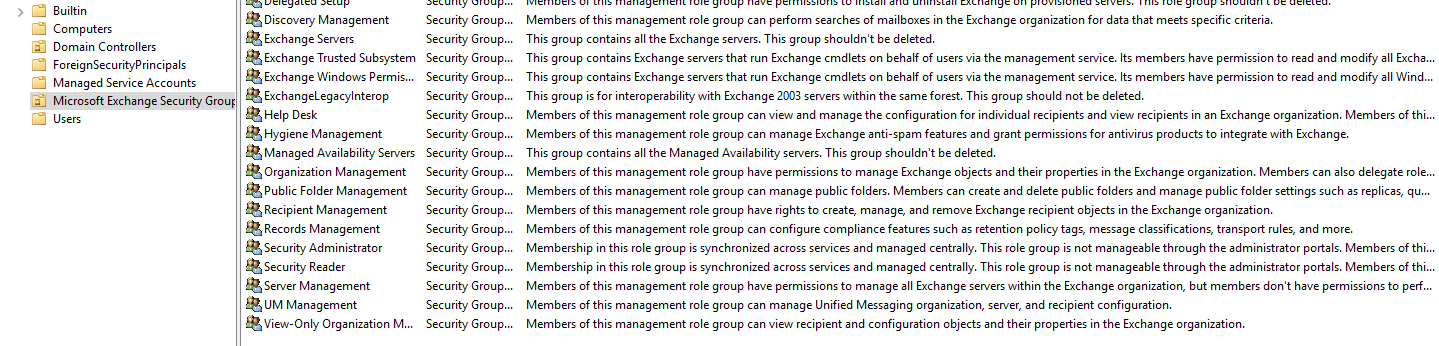 Builtin
Computers
Domain Controllers
ForeignSecurityPrincipals
Managed Service Accounts
Microsoft Exchange Security Group
Users
Delegated Setup Security Group... Members of this management role group have permissions to install and uninstall Exchange on provisioned servers. This role group shouldn't be deleted.
Discovery Management Security Group... Members of this management role group can perform searches of mailboxes in the Exchange organization for data that meets specific criteria.
Exchange Servers Security Group... This group contains all the Exchange servers. This group shouldn't be deleted.
Exchange Trusted Subsystem Security Group... This group contains Exchange servers that run Exchange cmdlets on behalf of users via the management service. Its members have permission to read and modify all Excha...
Exchange Windows Permis... Security Group... This group contains Exchange servers that run Exchange cmdlets on behalf of users via the management service. Its members have permission to read and modify all Wind...
ExchangeLegacyInterop Security Group... This group is for interoperability with Exchange 2003 servers within the same forest. This group should not be deleted.
Help Desk Security Group... Members of this management role group can view and manage the configuration for individual recipients and view recipients in an Exchange organization. Members of thi...
Hygiene Management Security Group... Members of this management role group can manage Exchange anti-spam features and grant permissions for antivirus products to integrate with Exchange.
Managed Availability Servers Security Group... This group contains all the Managed Availability servers. This group shouldn't be deleted.
Organization Management Security Group... Members of this management role group have permissions to manage Exchange objects and their properties in the Exchange organization. Members can also delegate role...
Public Folder Management Security Group... Members of this management role group can manage public folders. Members can create and delete public folders and manage public folder settings such as replicas, qu...
Recipient Management Security Group... Members of this management role group have rights to create, manage, and remove Exchange recipient objects in the Exchange organization.
Records Management Security Group... Members of this management role group can configure compliance features such as retention policy tags, message classifications, transport rules, and more.
Security Administrator Security Group... Membership in this role group is synchronized across services and managed centrally. This role group is not manageable through the administrator portals. Members of thi...
Security Reader Security Group... Membership in this role group is synchronized across services and managed centrally. This role group is not manageable through the administrator portals. Members of thi...
Server Management Security Group... Members of this management role group have permissions to manage all Exchange servers within the Exchange organization, but members don't have permissions to perf...
UM Management Security Group... Members of this management role group can manage Unified Messaging organization, server, and recipient configuration.
View-Only Organization M... Security Group... Members of this management role group can view recipient and configuration objects and their properties in the Exchange organization.